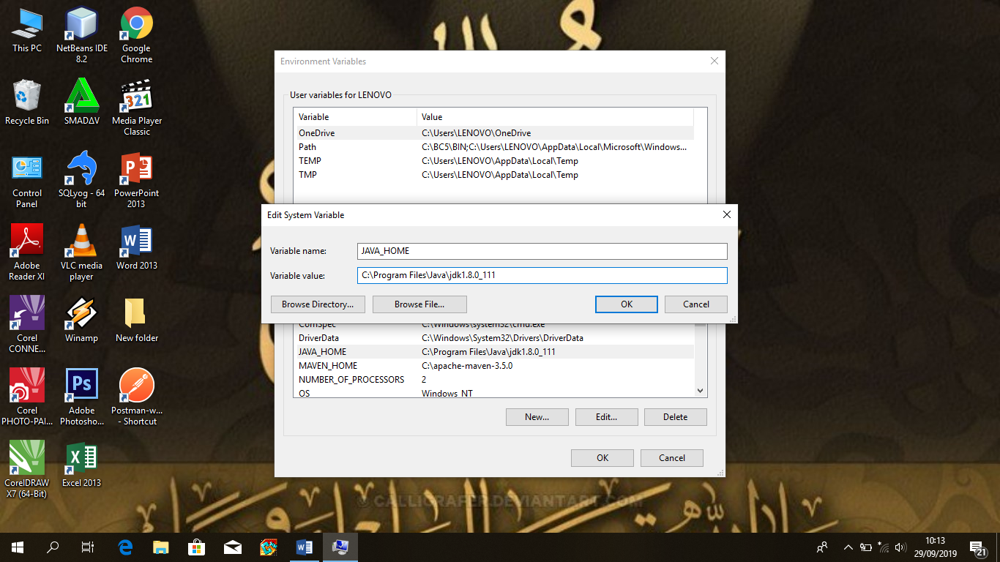 This PC
NetBeans IDE
8.2
Google
Chrome
Recycle Bin
SMADΔV
Media Player
Classic
321
Control
Panel
SQLyog - 64
bit
PowerPoint
2013
Adobe
Reader XI
VLC media
player
Word 2013
Corel
CONNE...
Winamp
New folder
Corel
PHOTO-PAI...
Ps
Adobe
Photosho...
Postman-w...
- Shortcut
CorelDRAW
X7 (64-Bit)
Excel 2013
Environment Variables
User variables for LENOVO
Variable Value
OneDrive C:\Users\LENOVO\OneDrive
Path C:\BC5\BIN;C:\Users\LENOVO\AppData\Local\Microsoft\Windows...
TEMP C:\Users\LENOVO\AppData\Local\Temp
TMP C:\Users\LENOVO\AppData\Local\Temp
Edit System Variable
Variable name: JAVA_HOME
Variable value: C:\Program Files\Java\jdk1.8.0_111
Browse Directory... Browse File... OK Cancel
ComSpec C:\Windows\system32\cmd.exe
DriverData C:\Windows\System32\Drivers\DriverData
JAVA_HOME C:\Program Files\Java\jdk1.8.0_111
MAVEN_HOME C:\apache-maven-3.5.0
NUMBER_OF_PROCESSORS 2
OS Windows_NT
New... Edit... Delete
OK Cancel
© CALLIGRAFER.DEVIANTART.COM
10:13
29/09/2019
21